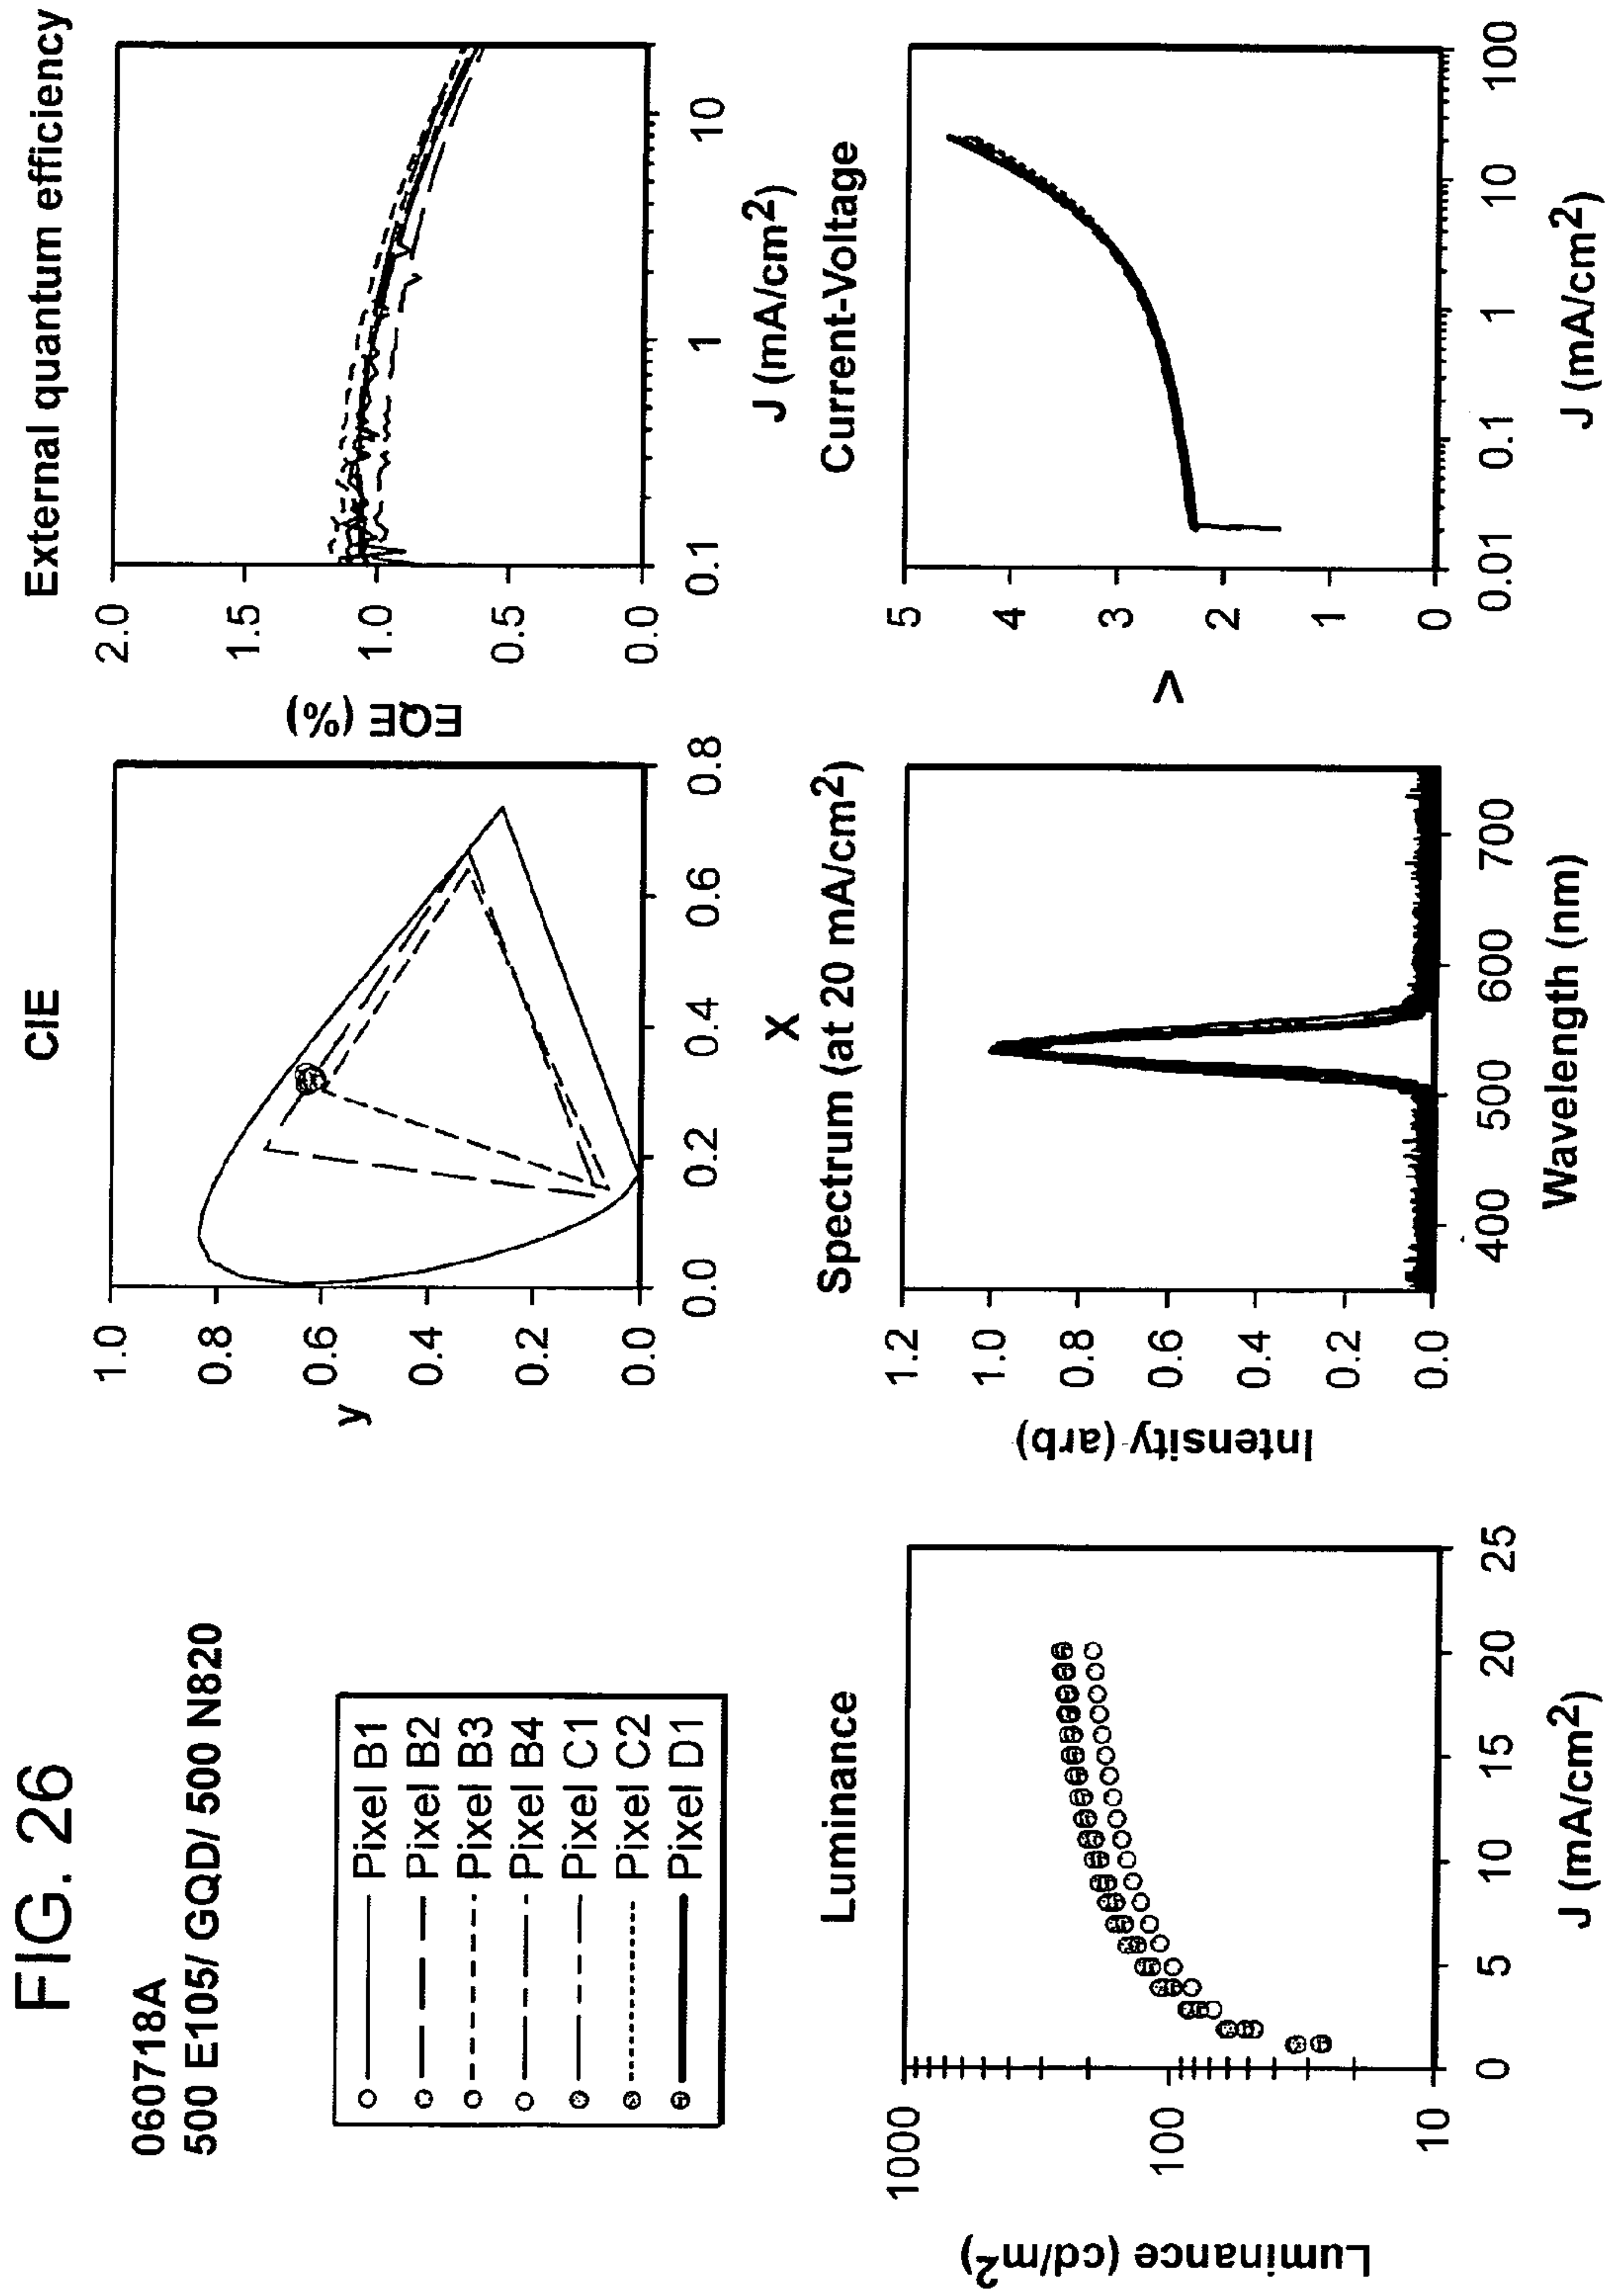 FIG. 26
060718A
500 E105/ GQD/ 500 N820
Pixel B1
Pixel B2
Pixel B3
Pixel B4
Pixel C1
Pixel C2
Pixel D1
CIE
y
1.0
0.8
0.6
0.4
0.2
0.0
0.0
0.2
0.4
0.6
0.8
X
External quantum efficiency
EQE (%)
2.0
1.5
1.0
0.5
0.0
0.1
1
10
J (mA/cm²)
Luminance
Luminance (cd/m²)
1000
100
10
0
5
10
15
20
25
J (mA/cm²)
Spectrum (at 20 mA/cm²)
Intensity (arb)
1.2
1.0
0.8
0.6
0.4
0.2
0.0
400
500
600
700
Wavelength (nm)
Current-Voltage
V
5
4
3
2
1
0
0.01
0.1
1
10
100
J (mA/cm²)